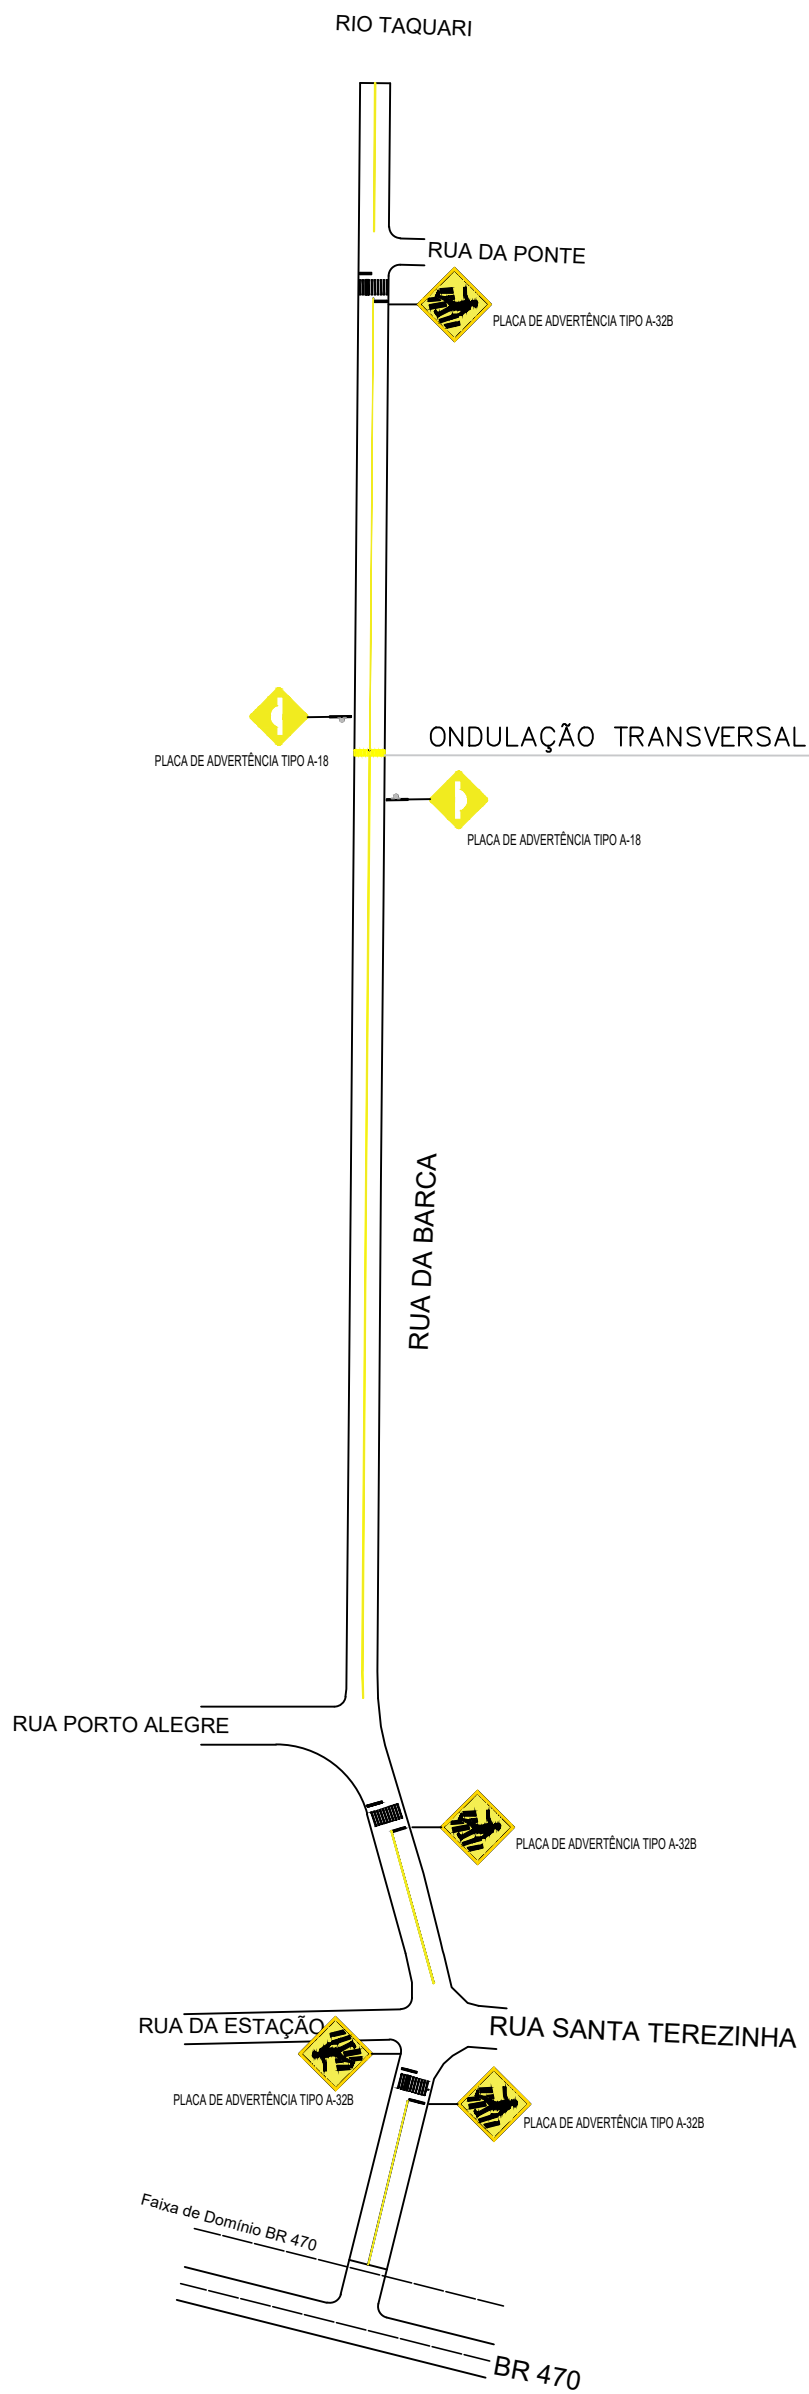 RIO TAQUARI
RUA DA PONTE
PLACA DE ADVERTÊNCIA TIPO A-32B
ONDULAÇÃO TRANSVERSAL
PLACA DE ADVERTÊNCIA TIPO A-18
PLACA DE ADVERTÊNCIA TIPO A-18
RUA DA BARCA
RUA PORTO ALEGRE
PLACA DE ADVERTÊNCIA TIPO A-32B
RUA DA ESTAÇÃO
RUA SANTA TEREZINHA
PLACA DE ADVERTÊNCIA TIPO A-32B
PLACA DE ADVERTÊNCIA TIPO A-32B
Faixa de Domínio BR 470
BR 470